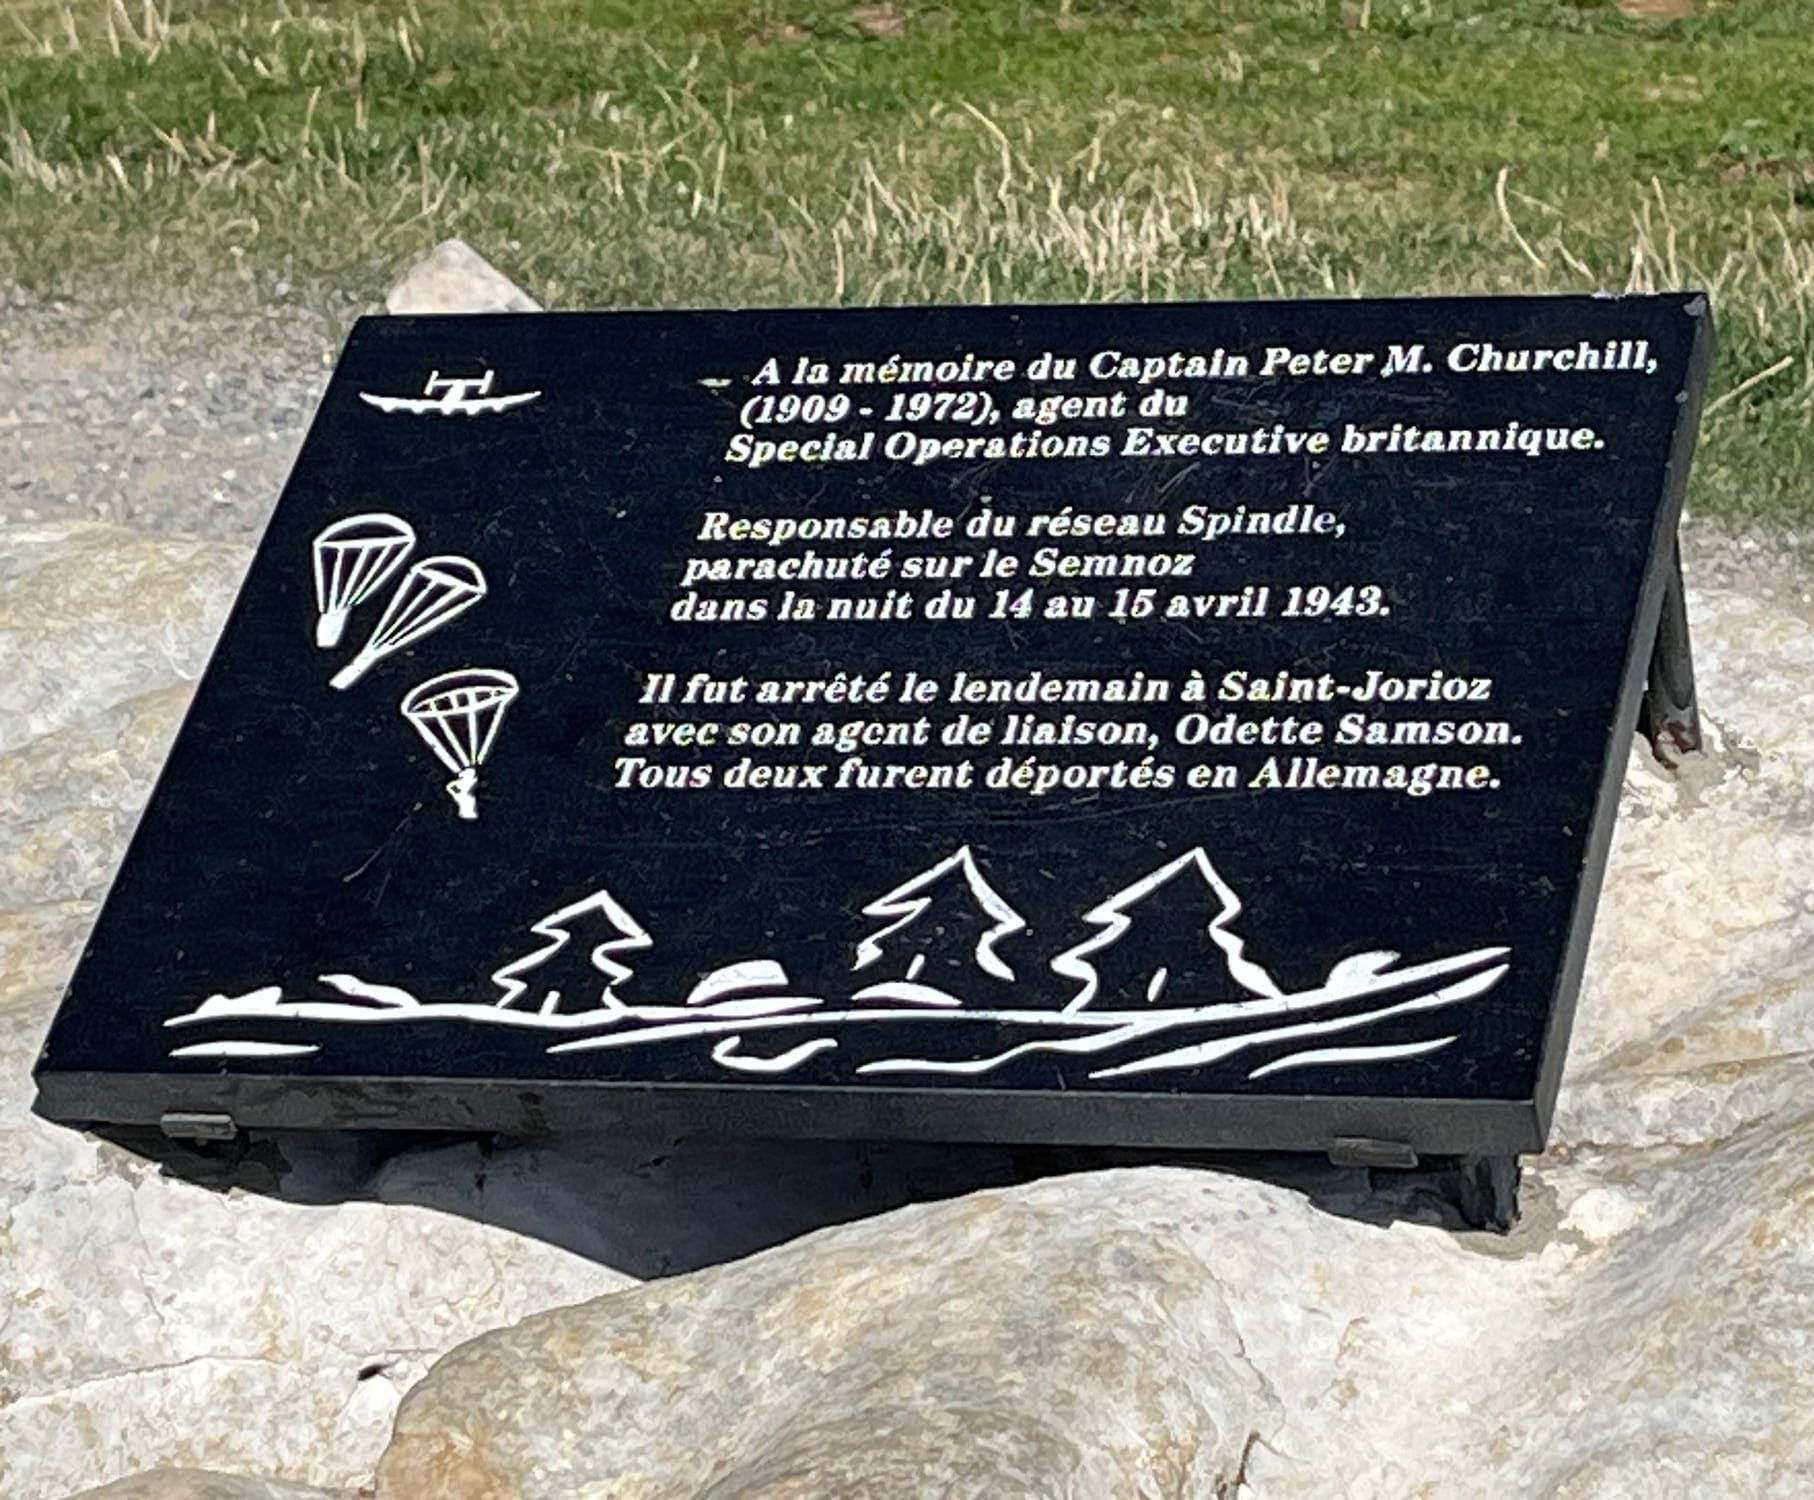 A la mémoire du Captain Peter M. Churchill,
(1909 - 1972), agent du
Special Operations Executive britannique.
Responsable du réseau Spindle,
parachuté sur le Semnoz
dans la nuit du 14 au 15 avril 1943.
Il fut arrêté le lendemain à Saint-Jorioz
avec son agent de liaison, Odette Samson.
Tous deux furent déportés en Allemagne.